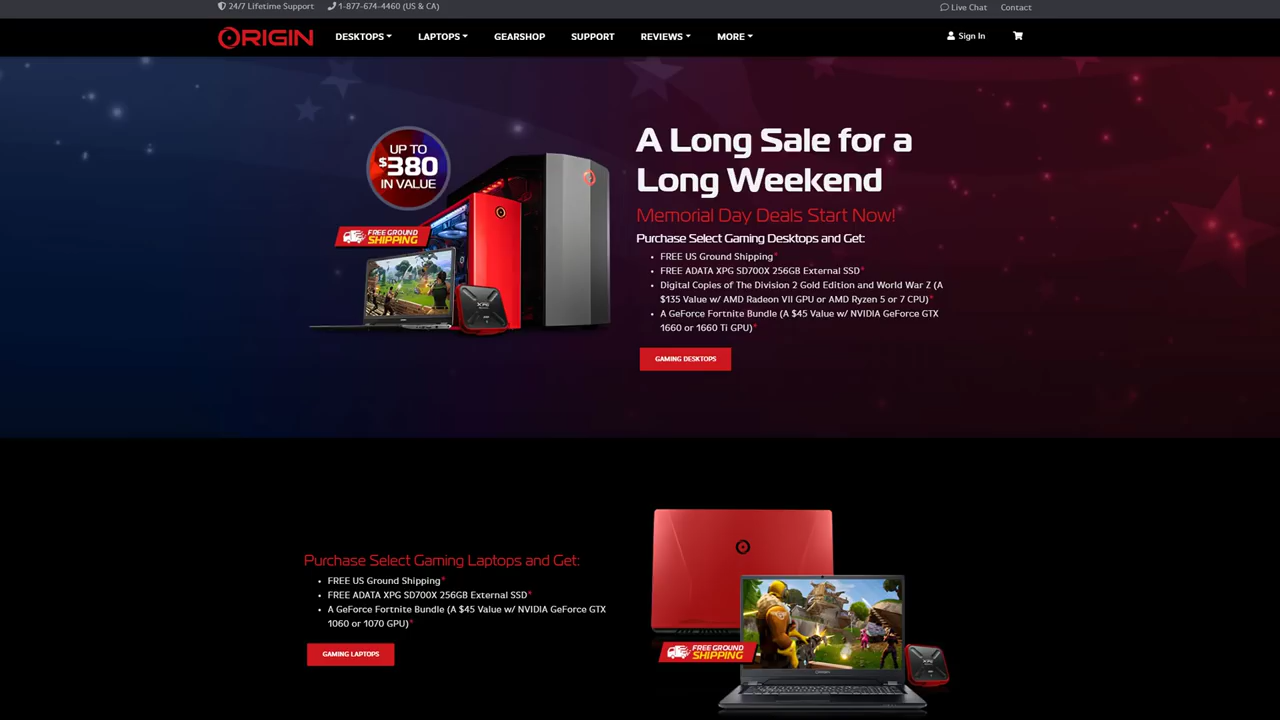 24/7 Lifetime Support
1-877-674-4460 (US & CA)
Live Chat
Contact
ORIGIN
DESKTOPS
LAPTOPS
GEARSHOP
SUPPORT
REVIEWS
MORE
Sign In
UP TO
$380
IN VALUE
FREE GROUND
SHIPPING
XPG
A Long Sale for a
Long Weekend
Memorial Day Deals Start Now!
Purchase Select Gaming Desktops and Get:
FREE US Ground Shipping*
FREE ADATA XPG SD700X 256GB External SSD*
Digital Copies of The Division 2 Gold Edition and World War Z (A
$135 Value w/ AMD Radeon VII GPU or AMD Ryzen 5 or 7 CPU)*
A GeForce Fortnite Bundle (A $45 Value w/ NVIDIA GeForce GTX
1660 or 1660 Ti GPU)*
GAMING DESKTOPS
Purchase Select Gaming Laptops and Get:
FREE US Ground Shipping*
FREE ADATA XPG SD700X 256GB External SSD*
A GeForce Fortnite Bundle (A $45 Value w/ NVIDIA GeForce GTX
1060 or 1070 GPU)*
GAMING LAPTOPS
FREE GROUND
SHIPPING
ORIGIN
XPG